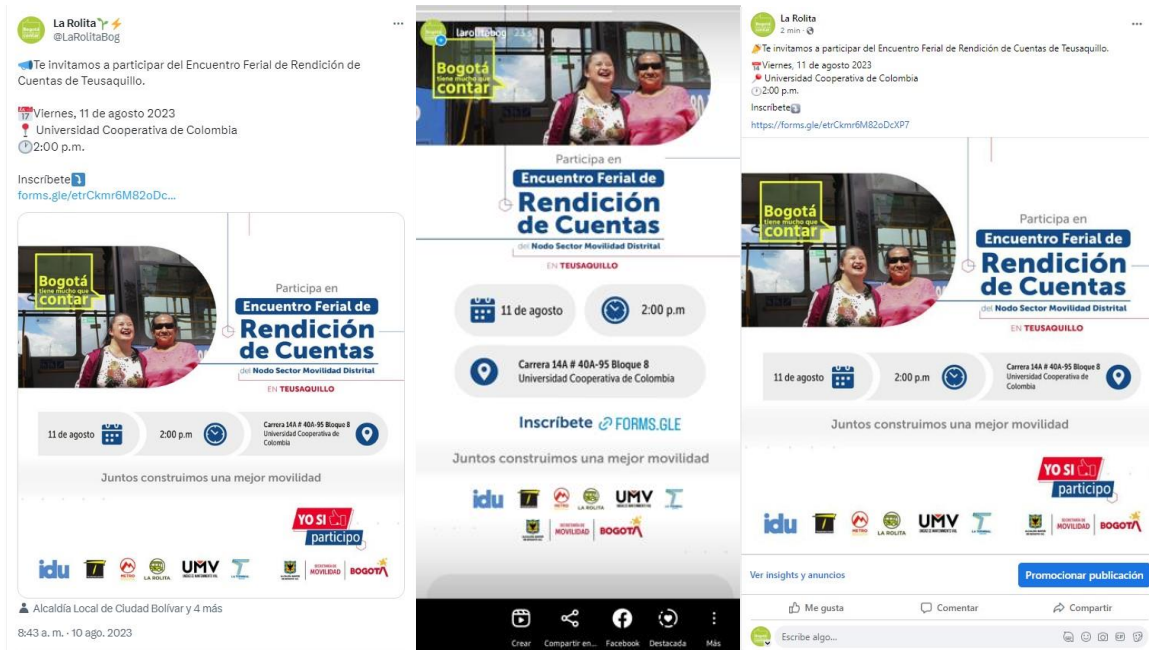 La Rolita
@LaRolitaBog
Te invitamos a participar del Encuentro Ferial de Rendición de
Cuentas de Teusaquillo.
Viernes, 11 de agosto 2023
Universidad Cooperativa de Colombia
2:00 p.m.
Inscríbete
forms.gle/etrCkmr6M82oDc...
Bogotá
tiene mucho que
contar
Participa en
Encuentro Ferial de
Rendición
de Cuentas
del Nodo Sector Movilidad Distrital
EN TEUSAQUILLO
11 de agosto
2:00 p.m
Carrera 14A # 40A-95 Bloque 8
Universidad Cooperativa de
Colombia
Juntos construimos una mejor movilidad
YO SI
participo
idu
METRO
LA ROLITA
UMV
MOVILIDAD
BOGOTÁ
Alcaldía Local de Ciudad Bolívar y 4 más
8:43 a. m. · 10 ago. 2023
larolitabog 23 s
Bogotá
tiene mucho que
contar
Participa en
Encuentro Ferial de
Rendición
de Cuentas
del Nodo Sector Movilidad Distrital
EN TEUSAQUILLO
11 de agosto
2:00 p.m
Carrera 14A # 40A-95 Bloque 8
Universidad Cooperativa de Colombia
Inscríbete FORMS.GLE
Juntos construimos una mejor movilidad
idu
METRO
LA ROLITA
UMV
MOVILIDAD
BOGOTÁ
Crear
Compartir en...
Facebook
Destacada
Más
La Rolita
2 min
Te invitamos a participar del Encuentro Ferial de Rendición de Cuentas de Teusaquillo.
Viernes, 11 de agosto 2023
Universidad Cooperativa de Colombia
2:00 p.m.
Inscríbete
https://forms.gle/etrCkmr6M82oDcXP7
Bogotá
tiene mucho que
contar
Participa en
Encuentro Ferial de
Rendición
de Cuentas
del Nodo Sector Movilidad Distrital
EN TEUSAQUILLO
11 de agosto
2:00 p.m
Carrera 14A # 40A-95 Bloque 8
Universidad Cooperativa de
Colombia
Juntos construimos una mejor movilidad
YO SI
participo
idu
METRO
LA ROLITA
UMV
MOVILIDAD
BOGOTÁ
Ver insights y anuncios
Promocionar publicación
Me gusta
Comentar
Compartir
Escribe algo...